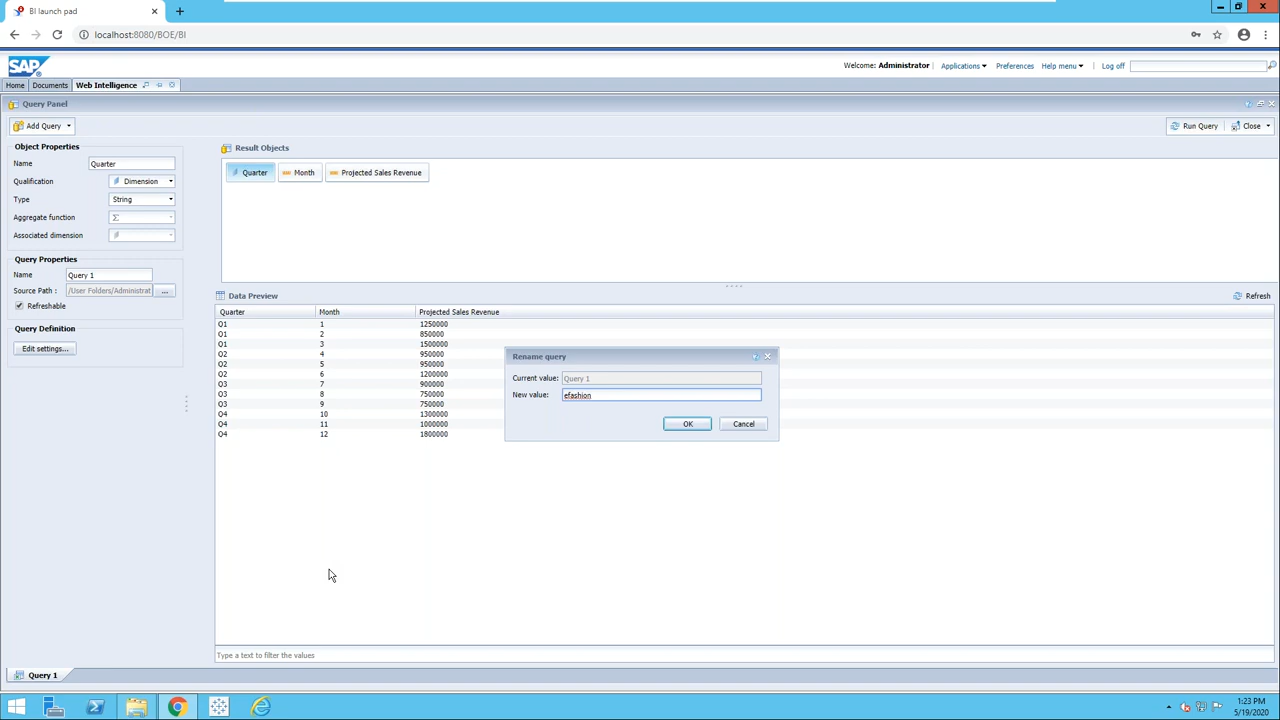 BI launch pad
localhost:8080/BOE/BI
SAP
Welcome: Administrator Applications Preferences Help menu Log off
Home Documents Web Intelligence
Query Panel
Add Query Run Query Close
Object Properties
Name Quarter
Qualification Dimension
Type String
Aggregate function Σ
Associated dimension
Query Properties
Name Query 1
Source Path : /User Folders/Administrat ...
Refreshable
Query Definition
Edit settings...
Result Objects
Quarter Month Projected Sales Revenue
Data Preview Refresh
Quarter Month Projected Sales Revenue
Q1 1 1250000
Q1 2 850000
Q1 3 1500000
Q2 4 950000
Q2 5 950000
Q2 6 1200000
Q3 7 900000
Q3 8 750000
Q3 9 750000
Q4 10 1300000
Q4 11 1000000
Q4 12 1800000
Rename query
Current value: Query 1
New value: efashion
OK Cancel
Type a text to filter the values
Query 1
1:23 PM
5/19/2020